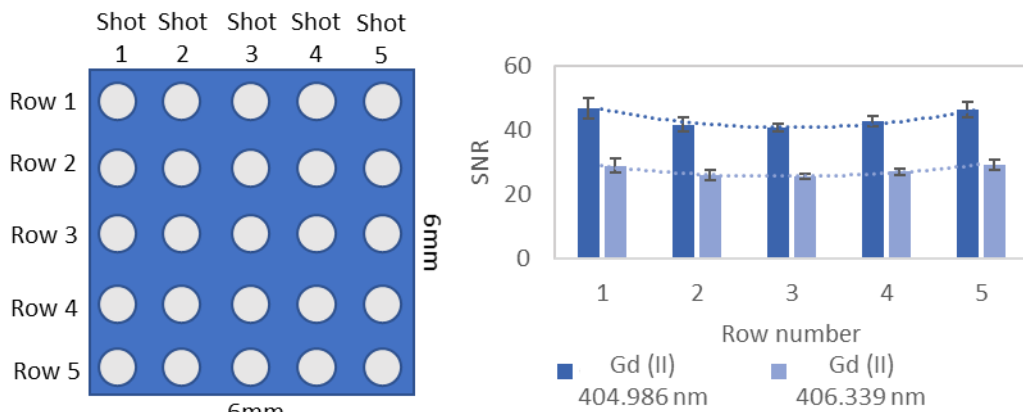 Shot Shot Shot Shot Shot
1 2 3 4 5
Row 1
Row 2
Row 3
Row 4
Row 5
6mm
6mm
60
40
20
0
SNR
1 2 3 4 5
Row number
Gd (II)
404.986 nm
Gd (II)
406.339 nm